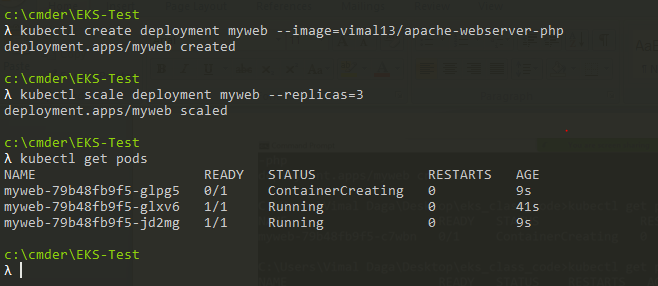 c:\cmder\EKS-Test
λ kubectl create deployment myweb --image=vimal13/apache-webserver-php
deployment.apps/myweb created
c:\cmder\EKS-Test
λ kubectl scale deployment myweb --replicas=3
deployment.apps/myweb scaled
c:\cmder\EKS-Test
λ kubectl get pods
NAME READY STATUS RESTARTS AGE
myweb-79b48fb9f5-glpg5 0/1 ContainerCreating 0 9s
myweb-79b48fb9f5-glxv6 1/1 Running 0 41s
myweb-79b48fb9f5-jd2mg 1/1 Running 0 9s
c:\cmder\EKS-Test
λ